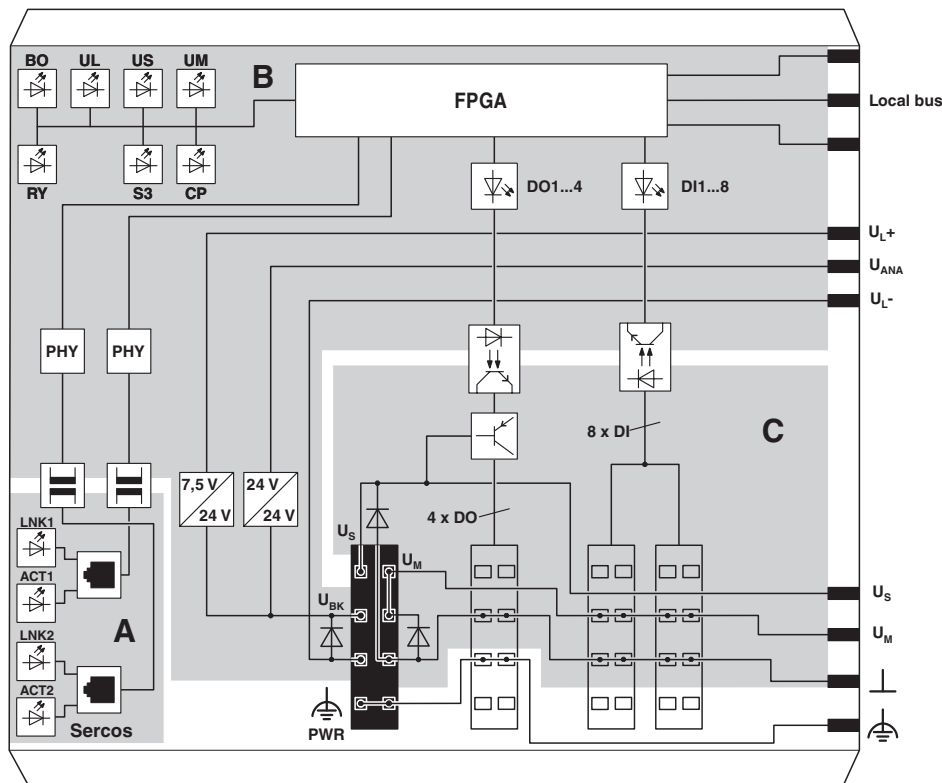 BO UL US UM
B
FPGA
Local bus
RY S3 CP
DO1...4
DI1...8
UL+
UANA
UL-
PHY PHY
8 x DI
C
7,5 V
24 V
24 V
24 V
4 x DO
LNK1
US
UM
ACT1
UBK
US
A
LNK2
UM
ACT2
Sercos
PWR